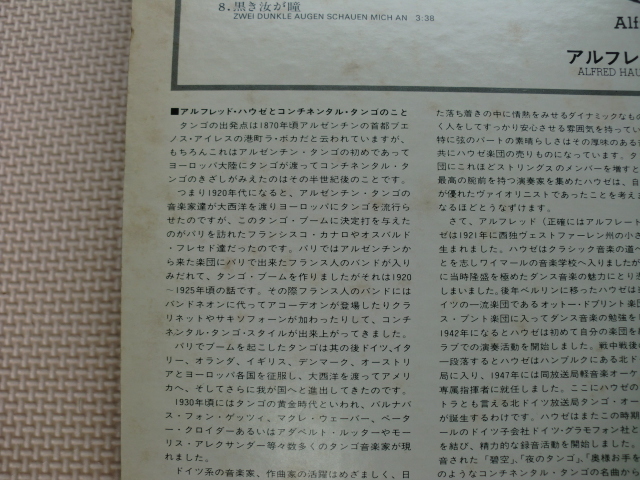 8. 黒き汝が瞳
ZWEI DUNKLE AUGEN SCHAUEN MICH AN 3:38
Alf
アルフレ
ALFRED HAU
■アルフレッド・ハウゼとコンチネンタル・タンゴのこと
タンゴの出発点は1870年頃アルゼンチンの首都ブエ
ノス・アイレスの港町ラ・ボカだと云われていますが、
もちろんこれはアルゼンチン・タンゴの初めであって
ヨーロッパ大陸にタンゴが渡ってコンチネンタル・タ
ンゴのきざしがみえたのはその半世紀後のことです。
つまり1920年代になると、アルゼンチン・タンゴの
音楽家達が大西洋を渡りヨーロッパにタンゴを流行ら
せたのですが、このタンゴ・ブームに決定打を与えた
のがパリを訪れたフランシスコ・カナロやオスバルド
・フレセド達だったのです。パリではアルゼンチンか
ら来た楽団にパリで出来たフランス人のバンドが入り
みだれて、タンゴ・ブームを作りましたがそれは1920
～1925年頃の話です。その際フランス人のバンドには
バンドネオンに代ってアコーデオンが登場したりクラ
リネットやサキソフォーンが加わったりして、コンチ
ネンタル・タンゴ・スタイルが出来上がってきました。
パリでブームを起こしたタンゴは其の後ドイツ、イタ
リー、オランダ、イギリス、デンマーク、オーストリ
アとヨーロッパ各国を征服し、大西洋を渡ってアメリ
カへ、そしてさらに我が国へと進出してきたのです。
1930年頃にはタンゴの黄金時代といわれ、バルナバ
ス・フォン・ゲッツィ、マクレ・ウェーバー、ペータ
ー・クロイダーあるいはアダベルト・ルッターやモー
リス・アレクサンダー等々数多くのタンゴ音楽家が現
れました。
ドイツ系の音楽家、作曲家の活躍はめざましく、日
た落ち着きの中に情熱をみせるダイナミックなもの
く人をしてすっかり安心させる雰囲気を持ってい
特に弦のパートの素晴らしさはその厚味のある音
共にハウゼ楽団の売りものになっています。タ
団にこれほどストリングスのメンバーを増すと
最高の腕前を持つ演奏家を集めたハウゼは、自
が優れたヴァイオリニストであったことを考えま
なるほどとうなずけます。
さて、アルフレッド（正確にはアルフレート
ゼは1921年に西独ヴェストファーレン州の小さ
生まれました。ハウゼはクラシック音楽の道へ
とを志しワイマールの音楽学校へ入りましたが
に当時隆盛を極めたダンス音楽の魅力にとり志
しまいました。後年ベルリンに移ったハウゼは
イツの一流楽団であるオットー・ドブリント楽団
ス・ブント楽団に入ってダンス音楽の勉強を
1942年になるとハウゼは初めて自分の楽団を
ラブでの演奏活動を開始しました。戦中戦後の
一段落するとハウゼはハンブルクにある北ド
局に入り、1947年には同放送局軽音楽オーケ
専属指揮者に就任しました。ここにハウゼの
トラとも言える北ドイツ放送局タンゴ・オー
が誕生するわけです。ハウゼはまたこの時期
ールのドイツ子会社ドイツ・グラモフォン社と
を結び、精力的な録音活動を開始しました。
音された「碧空」、「夜のタンゴ」、「奥様お手を
のようなコンチネンタル・タンゴの名曲から